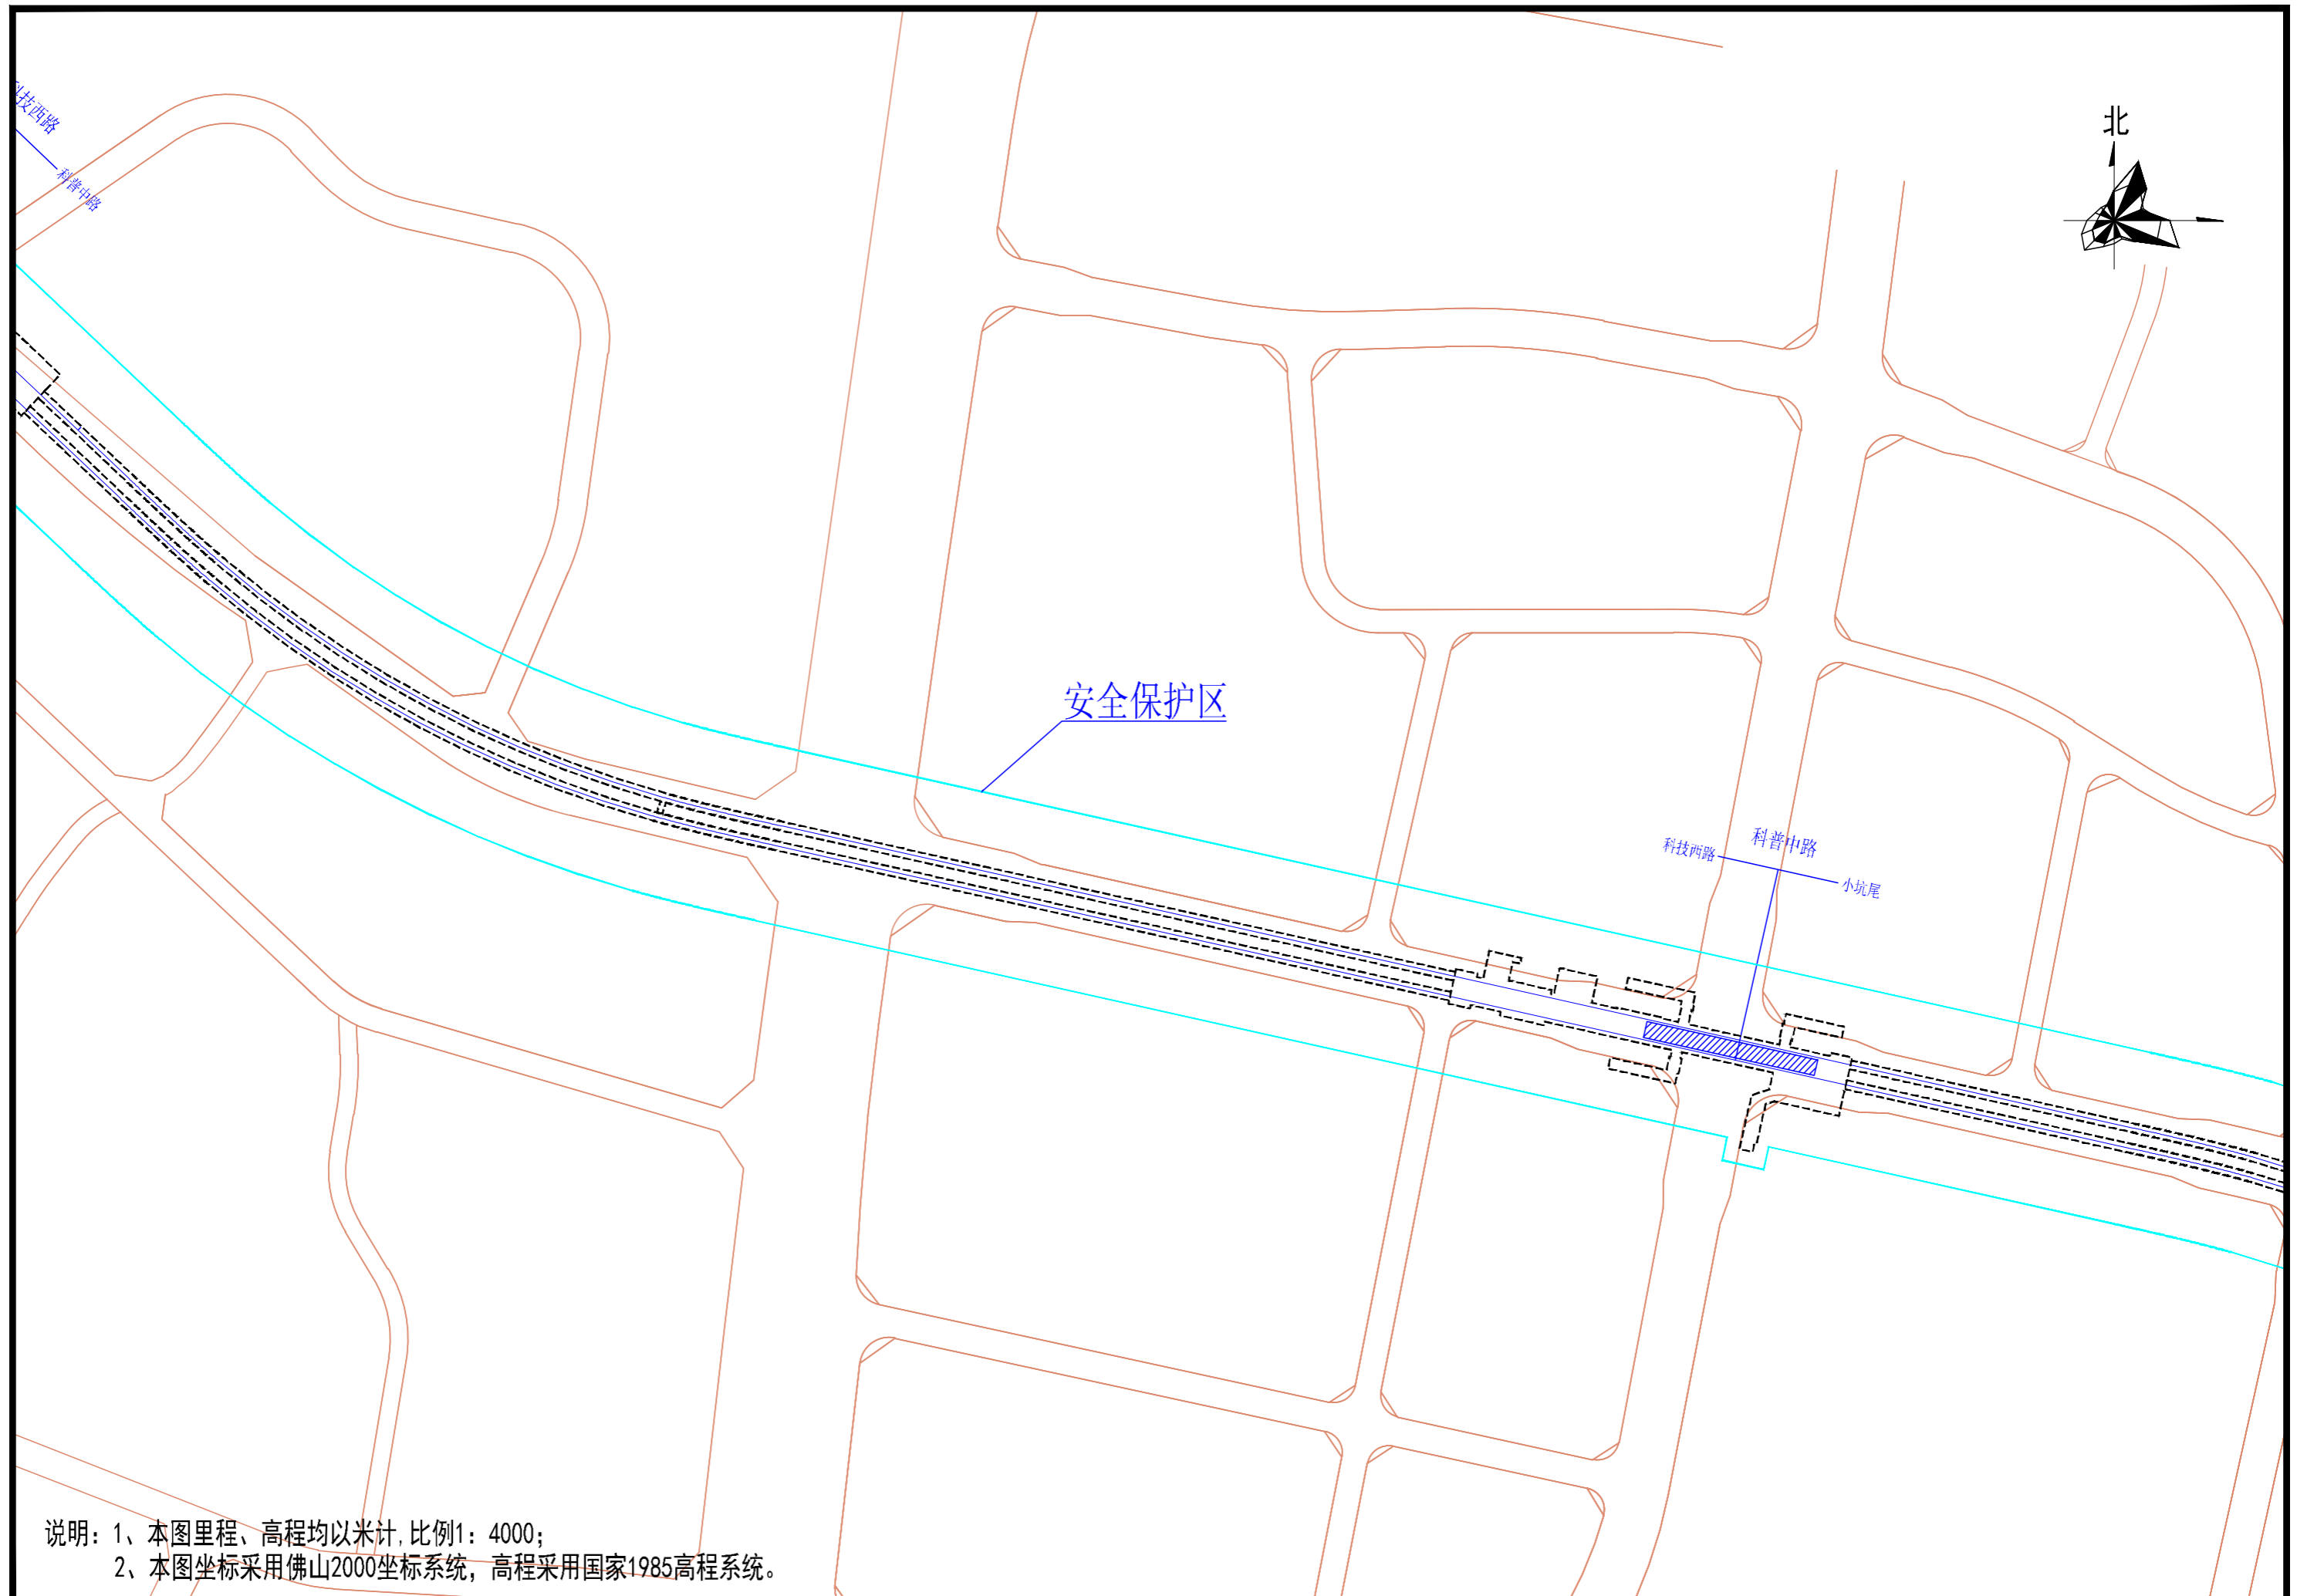 技西路
科普中路
北
安全保护区
科普中路
科技西路
小坑尾
说明：1、本图里程、高程均以米计,比例1：4000；
2、本图坐标采用佛山2000坐标系统，高程采用国家1985高程系统。